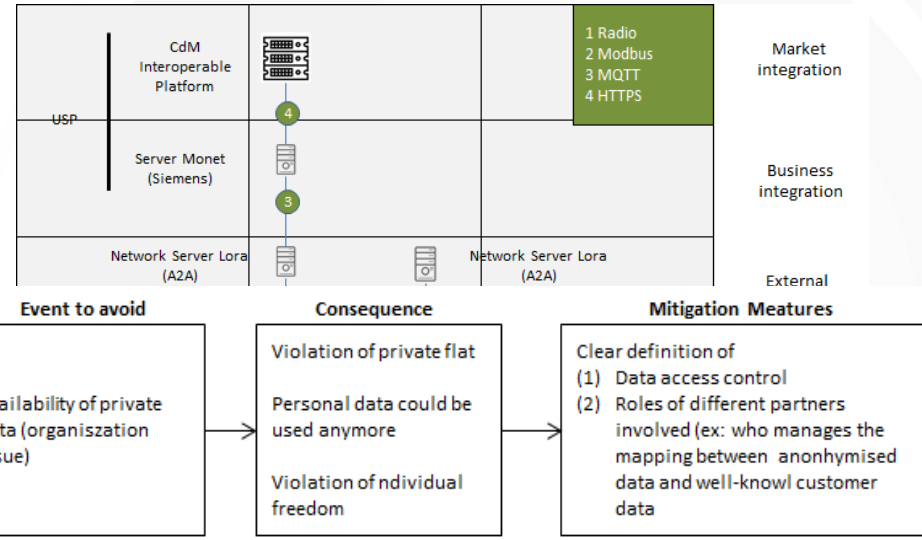 CdM
Interoperable
Platform
USP
4
1 Radio
2 Modbus
3 MQTT
4 HTTPS
Market
integration
Server Monet
(Siemens)
3
Business
integration
Network Server Lora
(A2A)
Network Server Lora
(A2A)
External
Event to avoid
ailability of private
ta (organiszation
sue)
Consequence
Violation of private flat
Personal data could be
used anymore
Violation of ndividual
freedom
Mitigation Meatures
Clear definition of
(1) Data access control
(2) Roles of different partners
involved (ex: who manages the
mapping between anonhymised
data and well-knowl customer
data